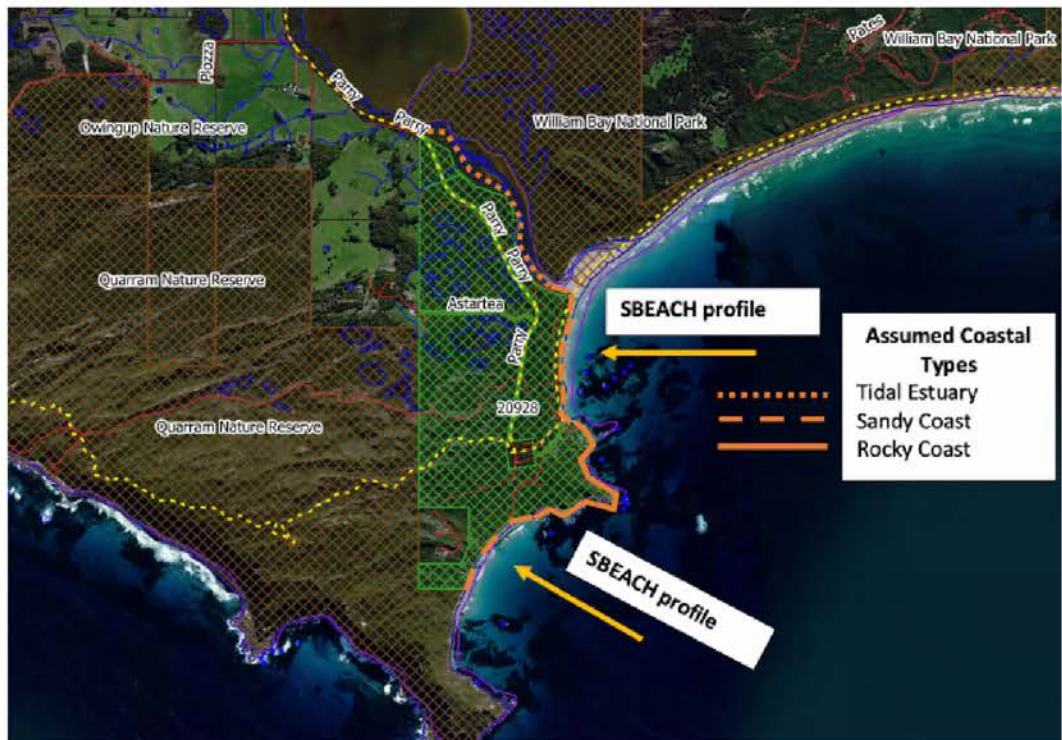 Pates
William Bay National Park
Plozza
Parry
Parry
Owingup Nature Reserve
William Bay National Park
Parry
Parry
Quarram Nature Reserve
Astartea
SBEACH profile
Parry
Assumed Coastal
Types
Tidal Estuary
Sandy Coast
Rocky Coast
20928
Quarram Nature Reserve
SBEACH profile